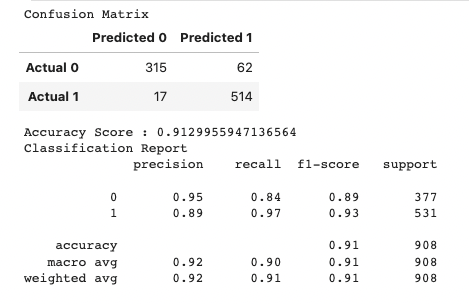 Confusion Matrix
Predicted 0 Predicted 1
Actual 0 315 62
Actual 1 17 514
Accuracy Score : 0.9129955947136564
Classification Report
precision recall f1-score support
0 0.95 0.84 0.89 377
1 0.89 0.97 0.93 531
accuracy 0.91 908
macro avg 0.92 0.90 0.91 908
weighted avg 0.92 0.91 0.91 908